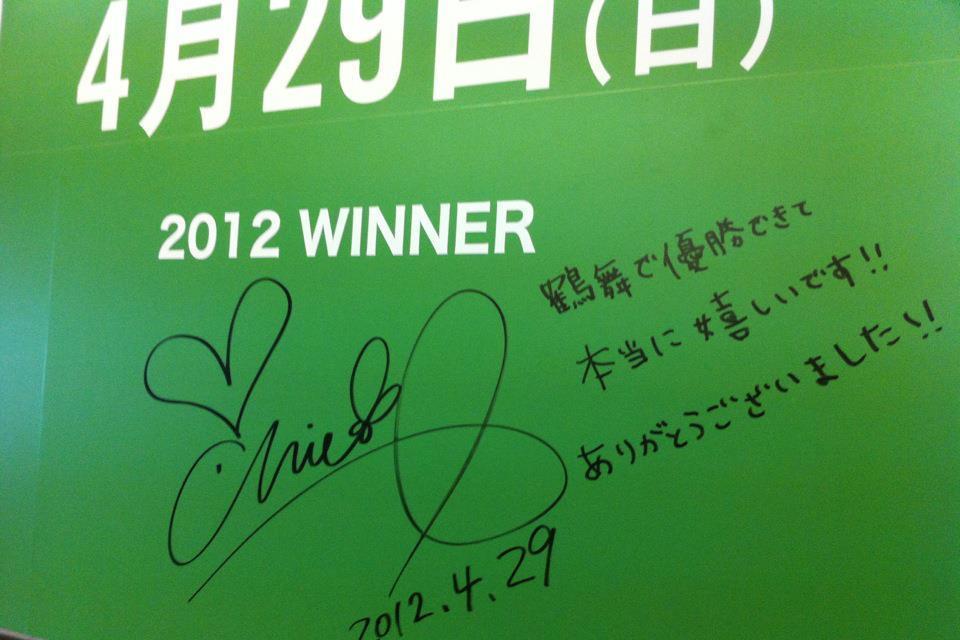 4月29日(日)
2012 WINNER
鶴舞で優勝できて
本当に嬉しいです!!
ありがとうございました!!
2012.4.29